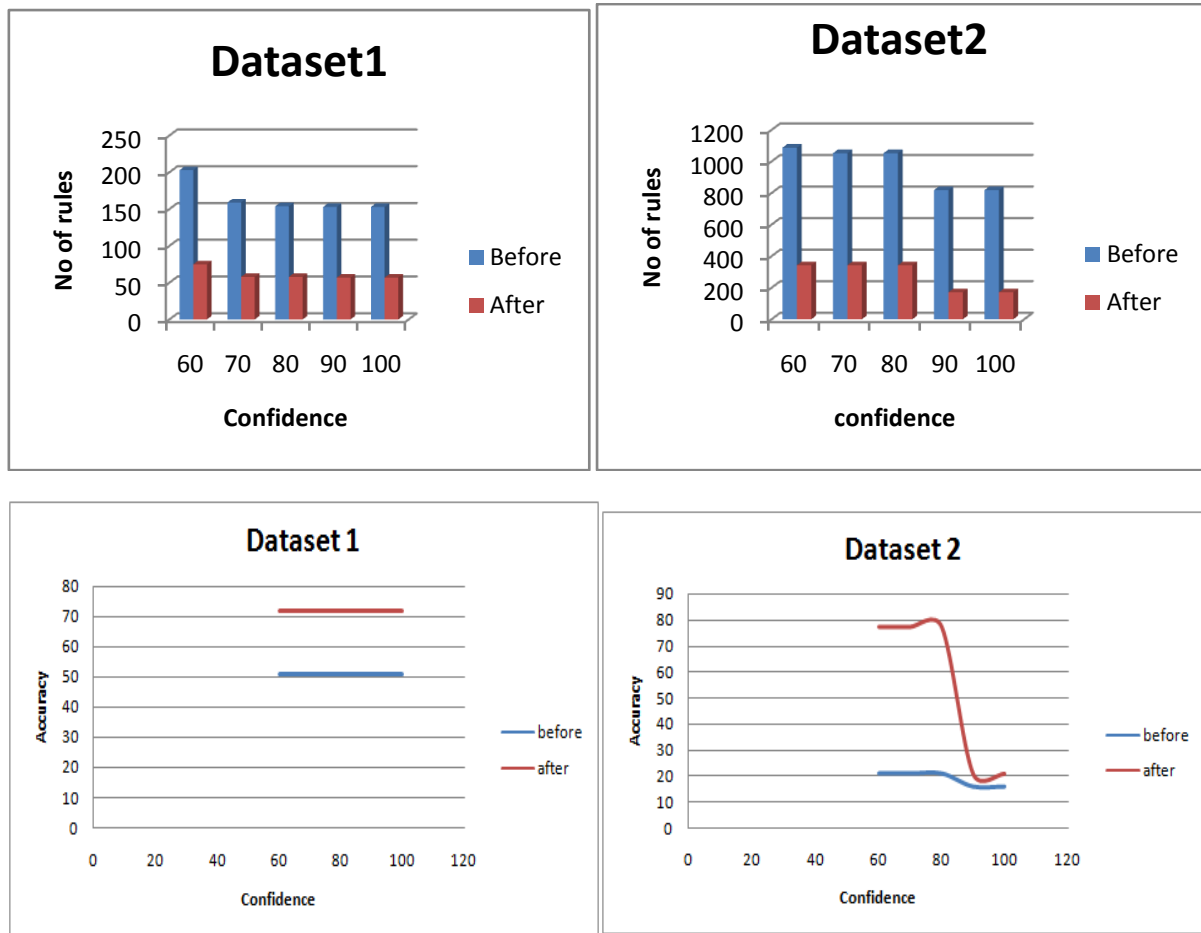 Dataset1
250
200
150
100
50
0
No of rules
60 70 80 90 100
Confidence
Before
After
Dataset2
1200
1000
800
600
400
200
0
No of rules
60 70 80 90 100
confidence
Before
After
Dataset 1
80
70
60
50
40
30
20
10
0
Accuracy
0 20 40 60 80 100 120
Confidence
before
after
Dataset 2
90
80
70
60
50
40
30
20
10
0
Accuracy
0 20 40 60 80 100 120
Confidence
before
after